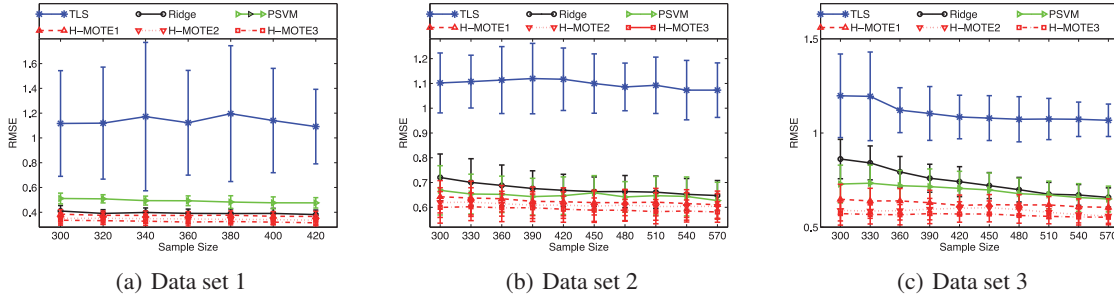 TLS Ridge PSVM
H-MOTE1 H-MOTE2 H-MOTE3
1.6
1.4
1.2
1
0.8
0.6
0.4
RMSE
300 320 340 360 380 400 420
Sample Size
(a) Data set 1
TLS Ridge PSVM
H-MOTE1 H-MOTE2 H-MOTE3
1.2
1.1
1
0.9
0.8
0.7
0.6
RMSE
300 330 360 390 420 450 480 510 540 570
Sample Size
(b) Data set 2
TLS Ridge PSVM
H-MOTE1 H-MOTE2 H-MOTE3
1.5
1
0.5
RMSE
300 330 360 390 420 450 480 510 540 570
Sample Size
(c) Data set 3